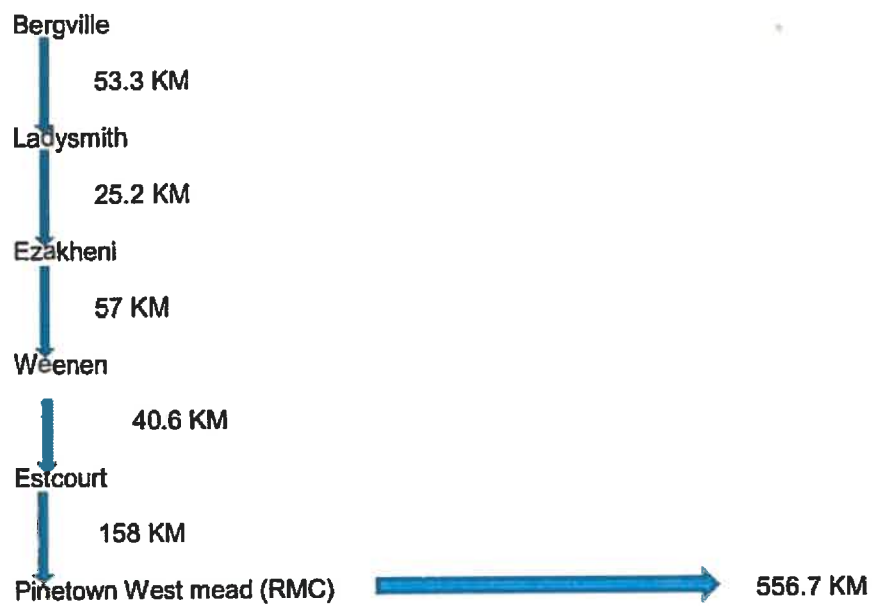 Bergville
53.3 KM
Ladysmith
25.2 KM
Ezakheni
57 KM
Weenen
40.6 KM
Estcourt
158 KM
Pinetown West mead (RMC) 556.7 KM